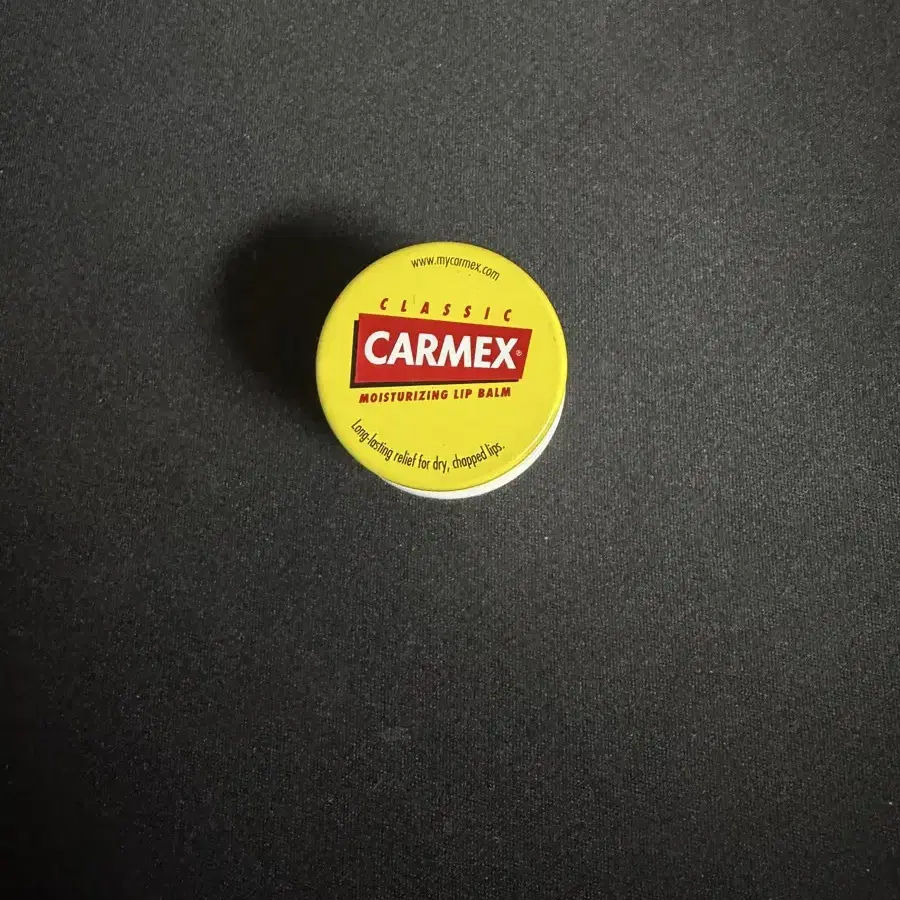 www.mycarmex.com
CLASSIC
CARMEX®
MOISTURIZING LIP BALM
Long-lasting relief for dry, chapped lips.